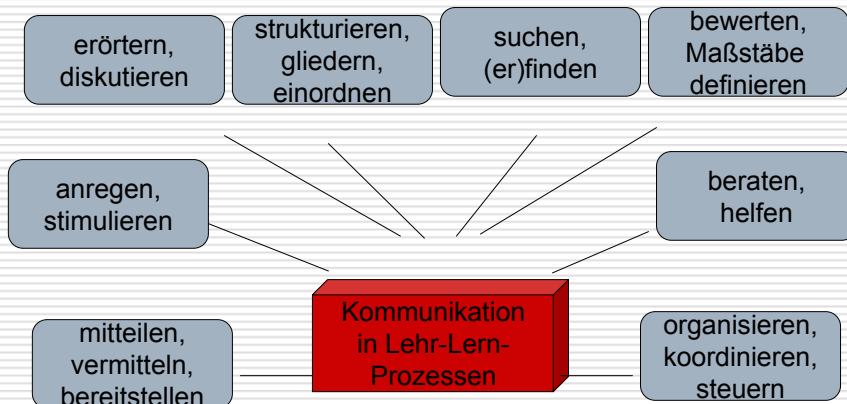 erörtern,
diskutieren
strukturieren,
gliedern,
einordnen
suchen,
(er)finden
bewerten,
Maßstäbe
definieren
anregen,
stimulieren
beraten,
helfen
Kommunikation
in Lehr-Lern-
Prozessen
mitteilen,
vermitteln,
bereitstellen
organisieren,
koordinieren,
steuern